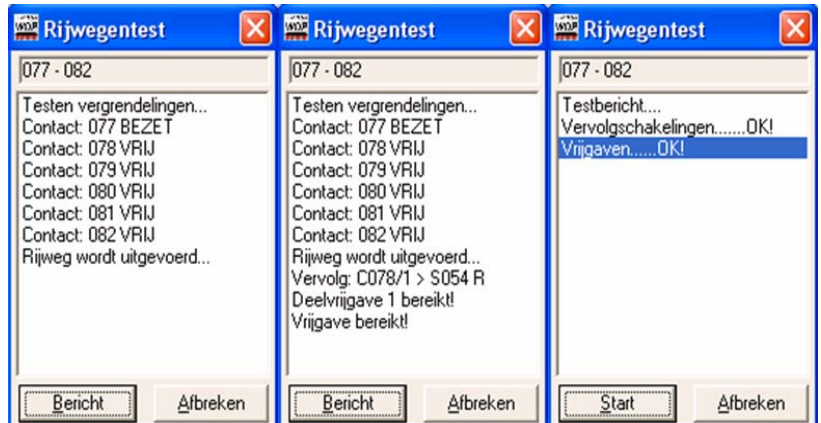 Rijwegentest
077 - 082
Testen vergrendelingen...
Contact: 077 BEZET
Contact: 078 VRIJ
Contact: 079 VRIJ
Contact: 080 VRIJ
Contact: 081 VRIJ
Contact: 082 VRIJ
Rijweg wordt uitgevoerd...
Bericht
Afbreken
Rijwegentest
077 - 082
Testen vergrendelingen...
Contact: 077 BEZET
Contact: 078 VRIJ
Contact: 079 VRIJ
Contact: 080 VRIJ
Contact: 081 VRIJ
Contact: 082 VRIJ
Rijweg wordt uitgevoerd...
Vervolg: C078/1 > S054 R
Deelvrijgave 1 bereikt!
Vrijgave bereikt!
Bericht
Afbreken
Rijwegentest
077 - 082
Testbericht....
Vervolgschakelingen.......OK!
Vrijgaven......OK!
Start
Afbreken